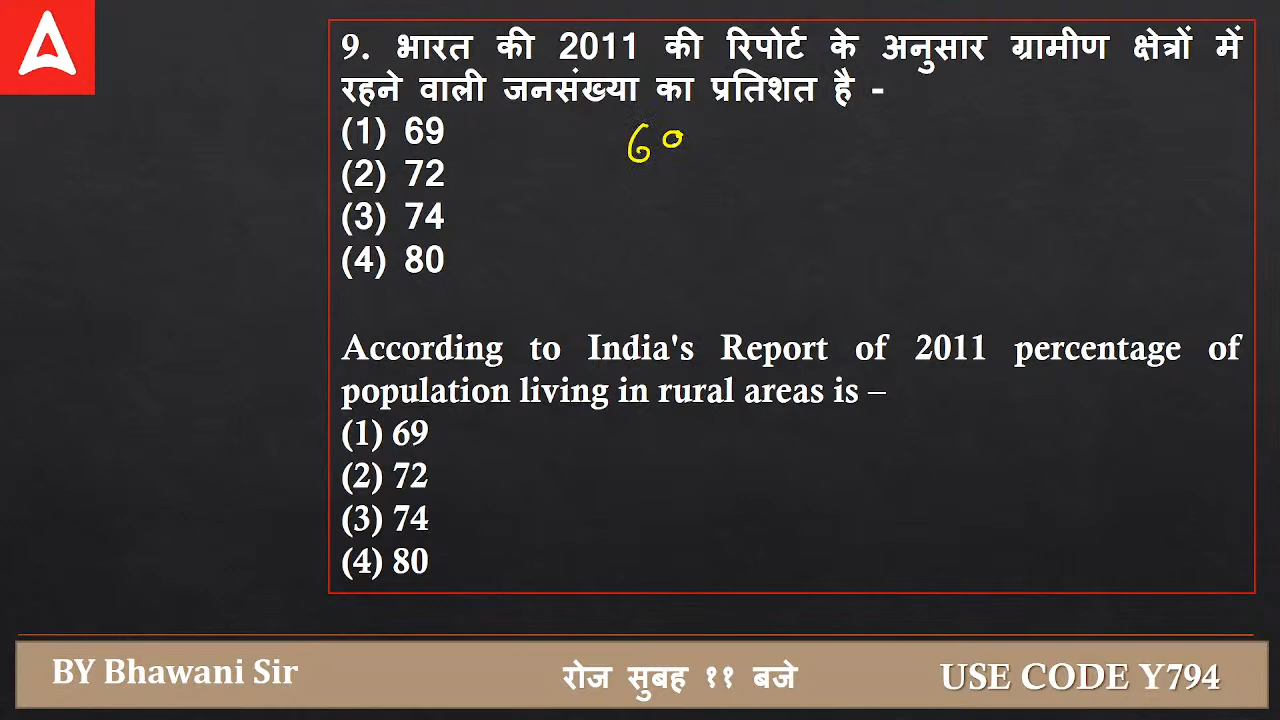 9. भारत की 2011 की रिपोर्ट के अनुसार ग्रामीण क्षेत्रों में
रहने वाली जनसंख्या का प्रतिशत है -
(1) 69
60
(2) 72
(3) 74
(4) 80
According to India's Report of 2011 percentage of
population living in rural areas is –
(1) 69
(2) 72
(3) 74
(4) 80
BY Bhawani Sir
रोज सुबह ११ बजे
USE CODE Y794